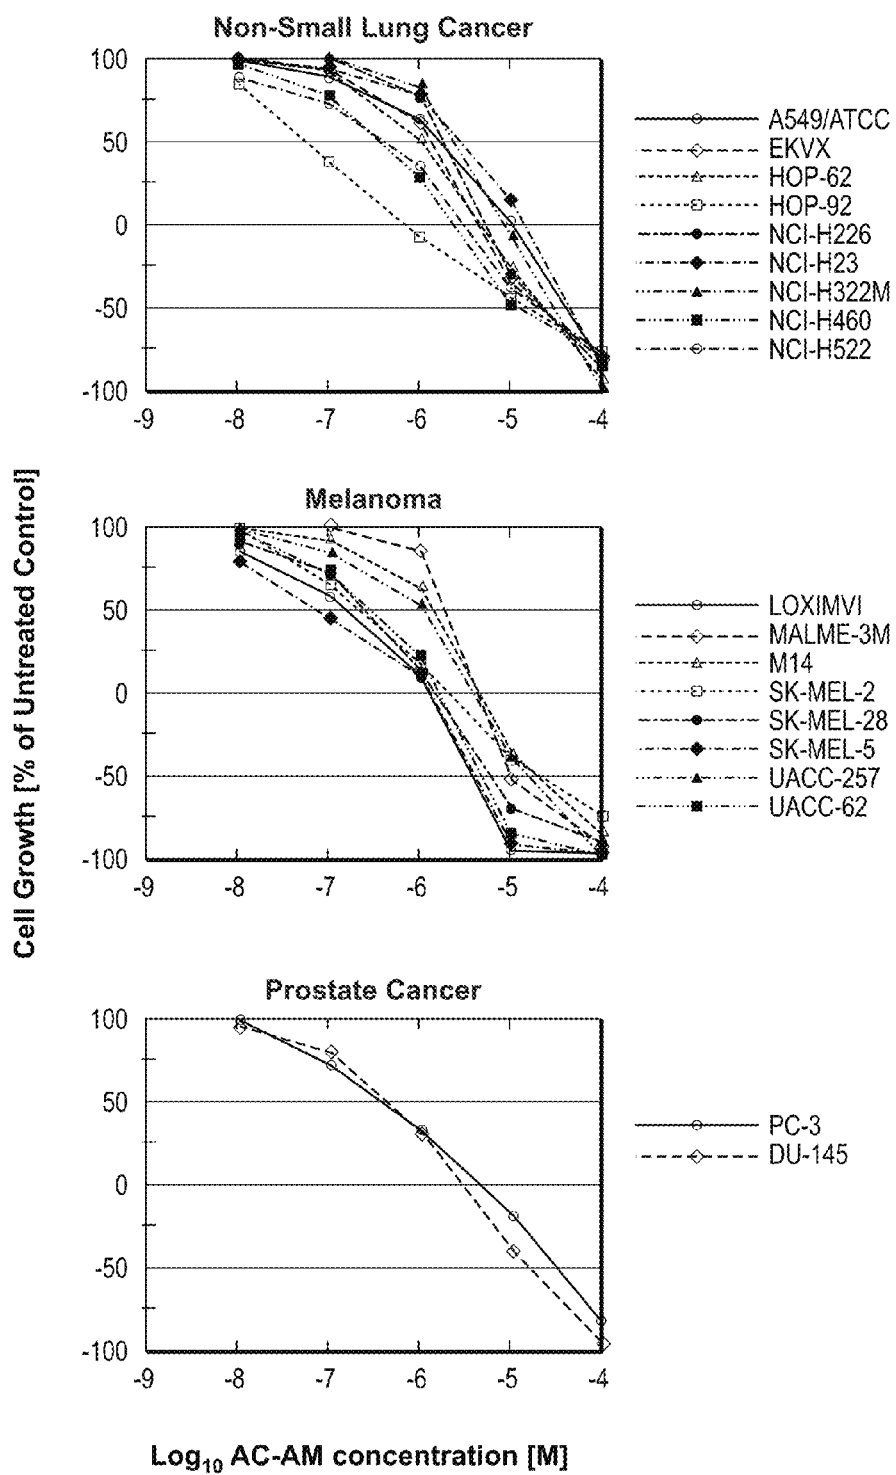 Non-Small Lung Cancer
100
50
0
-50
-100
-9 -8 -7 -6 -5 -4
A549/ATCC
EKVX
HOP-62
HOP-92
NCI-H226
NCI-H23
NCI-H322M
NCI-H460
NCI-H522
Cell Growth [% of Untreated Control]
Melanoma
100
50
0
-50
-100
-9 -8 -7 -6 -5 -4
LOXIMVI
MALME-3M
M14
SK-MEL-2
SK-MEL-28
SK-MEL-5
UACC-257
UACC-62
Prostate Cancer
100
50
0
-50
-100
-9 -8 -7 -6 -5 -4
PC-3
DU-145
Log10 AC-AM concentration [M]